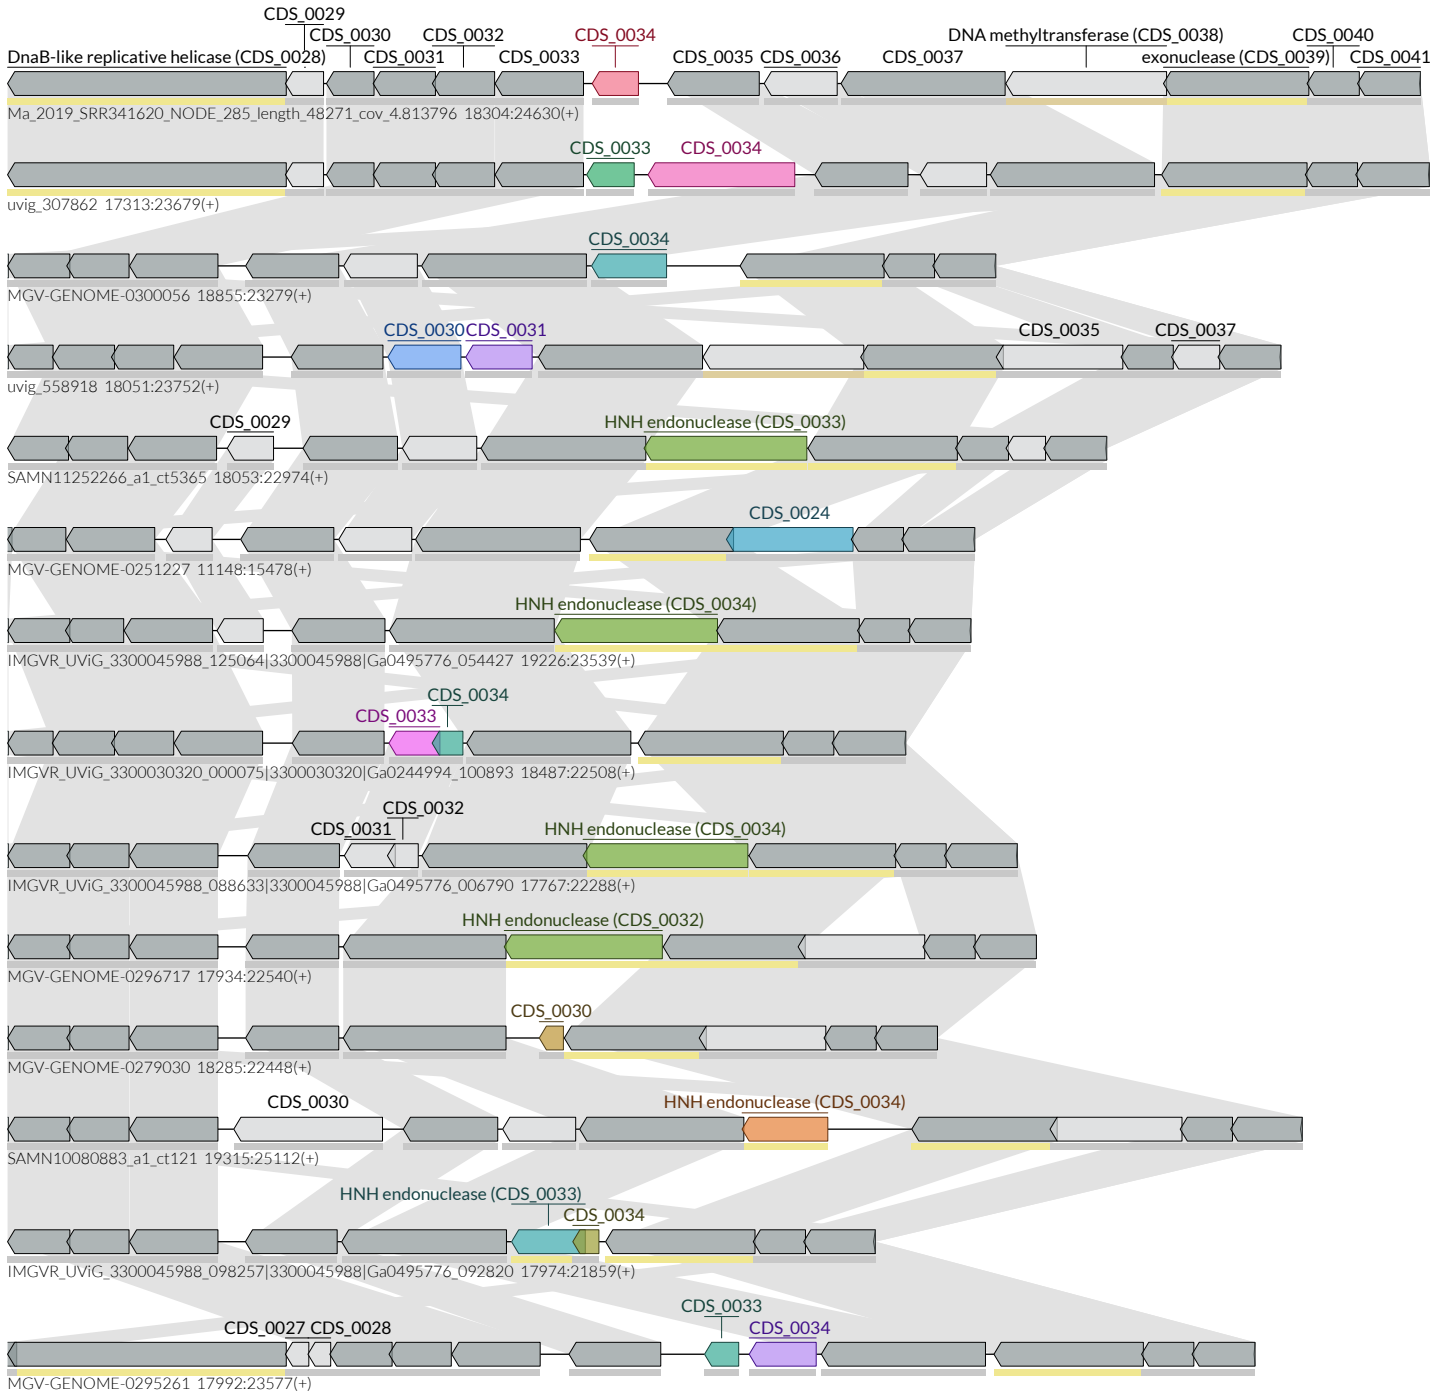 CDS_0029
CDS_0030 CDS_0032 CDS_0034 DNA methyltransferase (CDS_0038) CDS_0040
DnaB-like replicative helicase (CDS_0028) CDS_0031 CDS_0033 CDS_0035 CDS_0036 CDS_0037 exonuclease (CDS_0039) CDS_0041
Ma_2019_SRR341620_NODE_285_length_48271_cov_4.813796 18304:24630(+)
CDS_0033 CDS_0034
uvig_307862 17313:23679(+)
CDS_0034
MGV-GENOME-0300056 18855:23279(+)
CDS_0030 CDS_0031 CDS_0035 CDS_0037
uvig_558918 18051:23752(+)
CDS_0029 HNH endonuclease (CDS_0033)
SAMN11252266_a1_ct5365 18053:22974(+)
CDS_0024
MGV-GENOME-0251227 11148:15478(+)
HNH endonuclease (CDS_0034)
IMGVR_UViG_3300045988_125064|3300045988|Ga0495776_054427 19226:23539(+)
CDS_0034
CDS_0033
IMGVR_UViG_3300030320_000075|3300030320|Ga0244994_100893 18487:22508(+)
CDS_0032
CDS_0031 HNH endonuclease (CDS_0034)
IMGVR_UViG_3300045988_088633|3300045988|Ga0495776_006790 17767:22288(+)
HNH endonuclease (CDS_0032)
MGV-GENOME-0296717 17934:22540(+)
CDS_0030
MGV-GENOME-0279030 18285:22448(+)
CDS_0030 HNH endonuclease (CDS_0034)
SAMN10080883_a1_ct121 19315:25112(+)
HNH endonuclease (CDS_0033)
CDS_0034
IMGVR_UViG_3300045988_098257|3300045988|Ga0495776_092820 17974:21859(+)
CDS_0033
CDS_0027 CDS_0028 CDS_0034
MGV-GENOME-0295261 17992:23577(+)